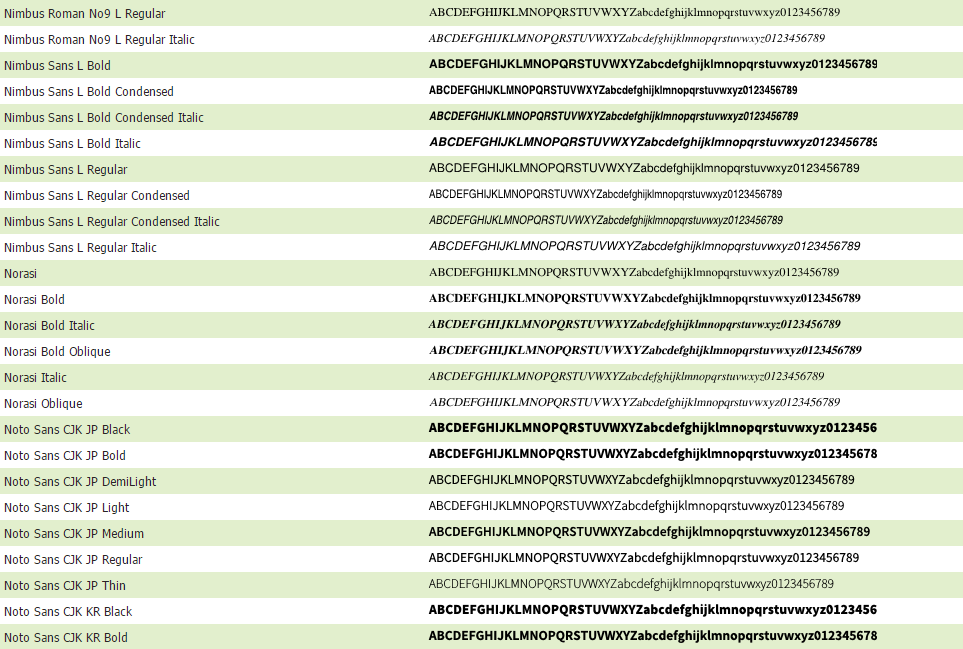 Nimbus Roman No9 L Regular ABCDEFGHIJKLMNOPQRSTUVWXYZabcdefghijklmnopqrstuvwxyz0123456789
Nimbus Roman No9 L Regular Italic ABCDEFGHIJKLMNOPQRSTUVWXYZabcdefghijklmnopqrstuvwxyz0123456789
Nimbus Sans L Bold ABCDEFGHIJKLMNOPQRSTUVWXYZabcdefghijklmnopqrstuvwxyz0123456789
Nimbus Sans L Bold Condensed ABCDEFGHIJKLMNOPQRSTUVWXYZabcdefghijklmnopqrstuvwxyz0123456789
Nimbus Sans L Bold Condensed Italic ABCDEFGHIJKLMNOPQRSTUVWXYZabcdefghijklmnopqrstuvwxyz0123456789
Nimbus Sans L Bold Italic ABCDEFGHIJKLMNOPQRSTUVWXYZabcdefghijklmnopqrstuvwxyz0123456789
Nimbus Sans L Regular ABCDEFGHIJKLMNOPQRSTUVWXYZabcdefghijklmnopqrstuvwxyz0123456789
Nimbus Sans L Regular Condensed ABCDEFGHIJKLMNOPQRSTUVWXYZabcdefghijklmnopqrstuvwxyz0123456789
Nimbus Sans L Regular Condensed Italic ABCDEFGHIJKLMNOPQRSTUVWXYZabcdefghijklmnopqrstuvwxyz0123456789
Nimbus Sans L Regular Italic ABCDEFGHIJKLMNOPQRSTUVWXYZabcdefghijklmnopqrstuvwxyz0123456789
Norasi ABCDEFGHIJKLMNOPQRSTUVWXYZabcdefghijklmnopqrstuvwxyz0123456789
Norasi Bold ABCDEFGHIJKLMNOPQRSTUVWXYZabcdefghijklmnopqrstuvwxyz0123456789
Norasi Bold Italic ABCDEFGHIJKLMNOPQRSTUVWXYZabcdefghijklmnopqrstuvwxyz0123456789
Norasi Bold Oblique ABCDEFGHIJKLMNOPQRSTUVWXYZabcdefghijklmnopqrstuvwxyz0123456789
Norasi Italic ABCDEFGHIJKLMNOPQRSTUVWXYZabcdefghijklmnopqrstuvwxyz0123456789
Norasi Oblique ABCDEFGHIJKLMNOPQRSTUVWXYZabcdefghijklmnopqrstuvwxyz0123456789
Noto Sans CJK JP Black ABCDEFGHIJKLMNOPQRSTUVWXYZabcdefghijklmnopqrstuvwxyz0123456
Noto Sans CJK JP Bold ABCDEFGHIJKLMNOPQRSTUVWXYZabcdefghijklmnopqrstuvwxyz012345678
Noto Sans CJK JP DemiLight ABCDEFGHIJKLMNOPQRSTUVWXYZabcdefghijklmnopqrstuvwxyz0123456789
Noto Sans CJK JP Light ABCDEFGHIJKLMNOPQRSTUVWXYZabcdefghijklmnopqrstuvwxyz0123456789
Noto Sans CJK JP Medium ABCDEFGHIJKLMNOPQRSTUVWXYZabcdefghijklmnopqrstuvwxyz0123456789
Noto Sans CJK JP Regular ABCDEFGHIJKLMNOPQRSTUVWXYZabcdefghijklmnopqrstuvwxyz0123456789
Noto Sans CJK JP Thin ABCDEFGHIJKLMNOPQRSTUVWXYZabcdefghijklmnopqrstuvwxyz0123456789
Noto Sans CJK KR Black ABCDEFGHIJKLMNOPQRSTUVWXYZabcdefghijklmnopqrstuvwxyz0123456
Noto Sans CJK KR Bold ABCDEFGHIJKLMNOPQRSTUVWXYZabcdefghijklmnopqrstuvwxyz012345678